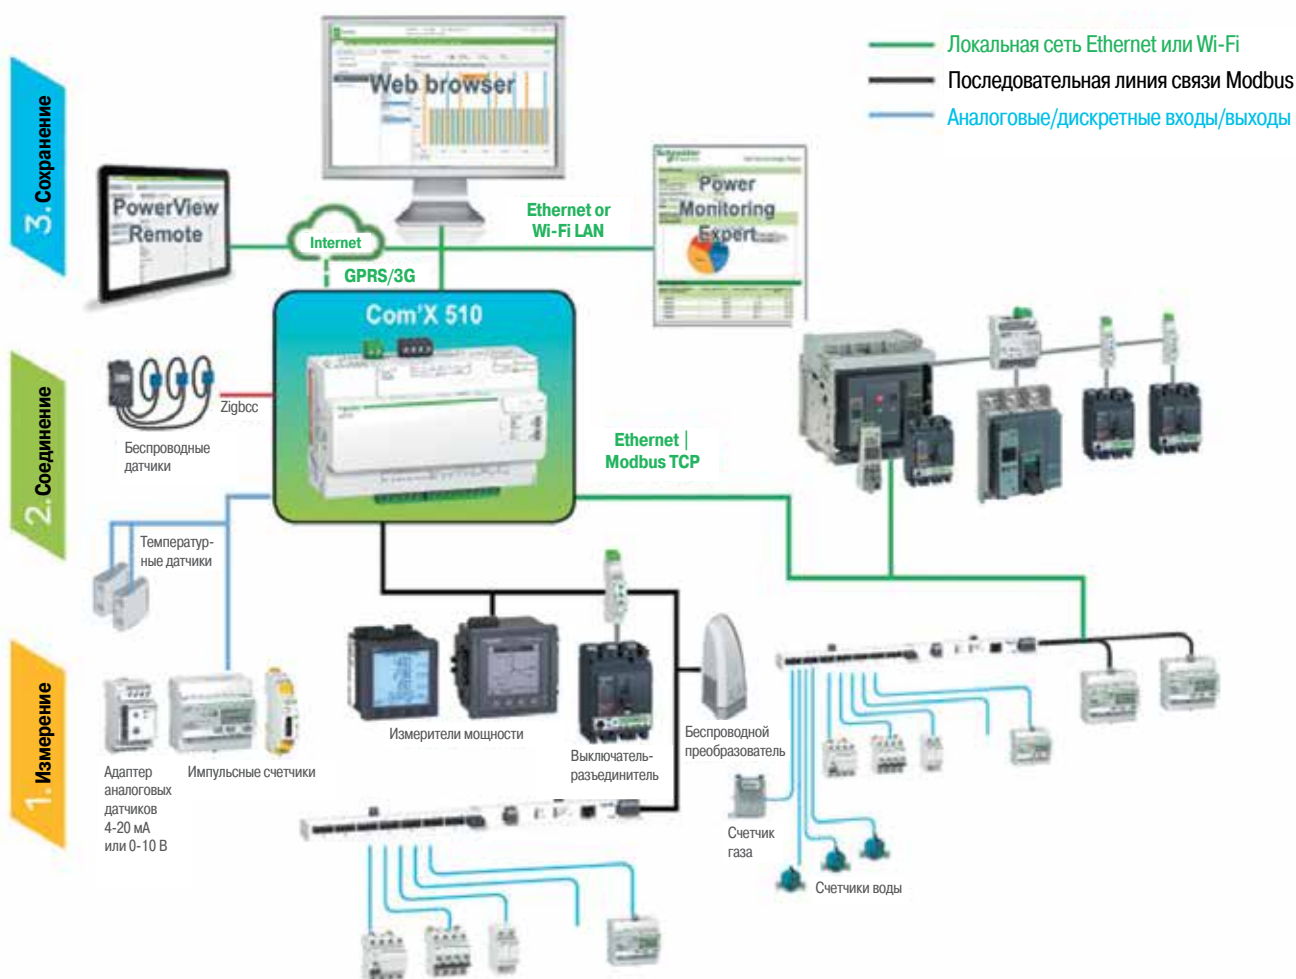 Локальная сеть Ethernet или Wi-Fi
Последовательная линия связи Modbus
Аналоговые/дискретные входы/выходы
3. Сохранение
Web browser
PowerView
Remote
Internet
GPRS/3G
Ethernet or
Wi-Fi LAN
Schneider
Power
Monitoring
Expert
2. Соединение
Com'X 510
Zigbcc
Беспроводные
датчики
Ethernet |
Modbus TCP
Температур-
ные датчики
1. Измерение
Адаптер
аналоговых
датчиков
4-20 мА
или 0-10 В
Импульсные счетчики
Измерители мощности
Выключатель-
разъединитель
Беспроводной
преобразователь
Счетчик
газа
Счетчики воды